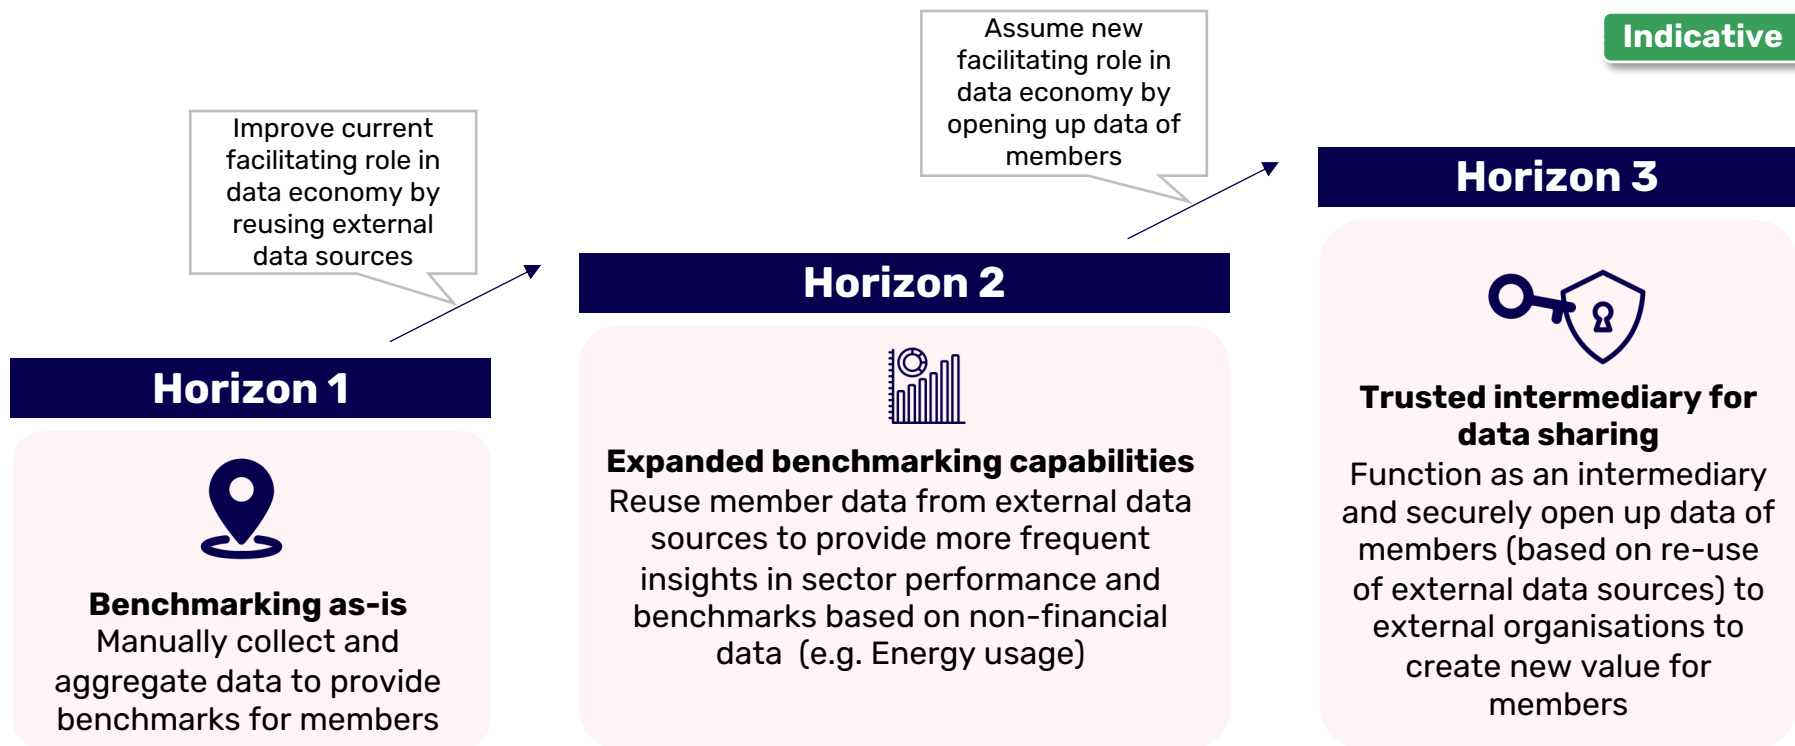 Indicative
Improve current
facilitating role in
data economy by
reusing external
data sources
Assume new
facilitating role in
data economy by
opening up data of
members
Horizon 1
Benchmarking as-is
Manually collect and
aggregate data to provide
benchmarks for members
Horizon 2
Expanded benchmarking capabilities
Reuse member data from external data
sources to provide more frequent
insights in sector performance and
benchmarks based on non-financial
data (e.g. Energy usage)
Horizon 3
Trusted intermediary for
data sharing
Function as an intermediary
and securely open up data of
members (based on re-use
of external data sources) to
external organisations to
create new value for
members